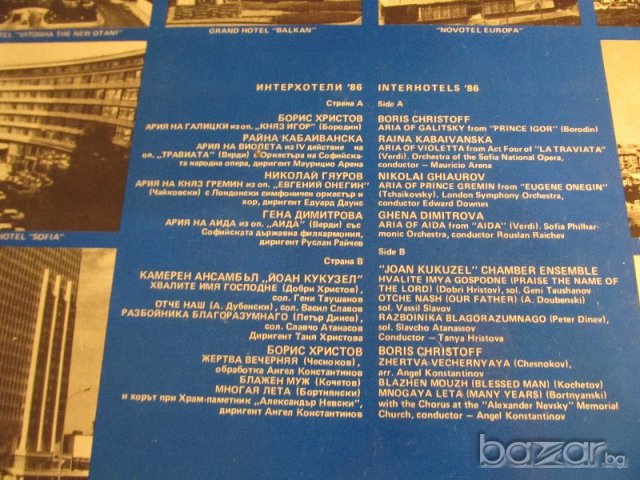 HOTEL "VITOSHA THE NEW OTANI"
GRAND HOTEL "BALKAN"
"NOVOTEL EUROPA"
HOTEL "SOFIA"
ИНТЕРХОТЕЛИ '86
Страна А
БОРИС ХРИСТОВ
АРИЯ НА ГАЛИЦКИ из оп. „КНЯЗ ИГОР" (Бородин)
РАЙНА КАБАИВАНСКА
АРИЯ НА ВИОЛЕТА из IV действие на
оп. „ТРАВИАТА" (Верди) с Оркестъра на Софийска-
та народна опера, диригент Маурицио Арена
НИКОЛАЙ ГЯУРОВ
АРИЯ НА КНЯЗ ГРЕМИН из оп. „ЕВГЕНИЙ ОНЕГИН"
(Чайковски) с Лондонски симфоничен оркестър и
хор, диригент Едуард Даунс
ГЕНА ДИМИТРОВА
АРИЯ НА АИДА из оп. „АИДА" (Верди) със
Софийската държавна филхармония,
диригент Руслан Райчев
Страна В
КАМЕРЕН АНСАМБЪЛ „ЙОАН КУКУЗЕЛ"
ХВАЛИТЕ ИМЯ ГОСПОДНЕ (Добри Христов),
сол. Гени Таушанов
ОТЧЕ НАШ (А. Дубенски), сол. Васил Славов
РАЗБОЙНИКА БЛАГОРАЗУМНАГО (Петър Динев),
сол. Славчо Атанасов
Диригент Таня Христова
БОРИС ХРИСТОВ
ЖЕРТВА ВЕЧЕРНЯЯ (Чесноков),
обработка Ангел Константинов
БЛАЖЕН МУЖ (Кочетов)
МНОГАЯ ЛЕТА (Бортнянски)
и хорът при Храм-паметник „Александър Невски",
диригент Ангел Константинов
INTERHOTELS '86
Side A
BORIS CHRISTOFF
ARIA OF GALITSKY from "PRINCE IGOR" (Borodin)
RAINA KABAIVANSKA
ARIA OF VIOLETTA from Act Four of "LA TRAVIATA"
(Verdi). Orchestra of the Sofia National Opera,
conductor — Mauricio Arena
NIKOLAI GHIAUROV
ARIA OF PRINCE GREMIN from "EUGENE ONEGIN"
(Tchaikovsky). London Symphony Orchestra,
conductor Edward Downes
GHENA DIMITROVA
ARIA OF AIDA from "AIDA" (Verdi). Sofia Philhar-
monic Orchestra, conductor Rouslan Raichev
Side B
"JOAN KUKUZEL" CHAMBER ENSEMBLE
HVALITE IMYA GOSPODNE (PRAISE THE NAME OF
THE LORD) (Dobri Hristov), sol. Geni Taushanov
OTCHE NASH (OUR FATHER) (A. Doubenski)
sol. Vassil Slavov
RAZBOINIKA BLAGORAZUMNAGO (Peter Dinev),
sol. Slavcho Atanassov
Conductor — Tanya Hristova
BORIS CHRISTOFF
ZHERTVA VECHERNYAYA (Chesnokov),
arr. Angel Konstantinov
BLAZHEN MOUZH (BLESSED MAN) (Kochetov)
MNOGAYA LETA (MANY YEARS) (Bortnyanski)
with the Chorus at the "Alexander Nevsky" Memorial
Church, conductor — Angel Konstantinov
bazar.bg